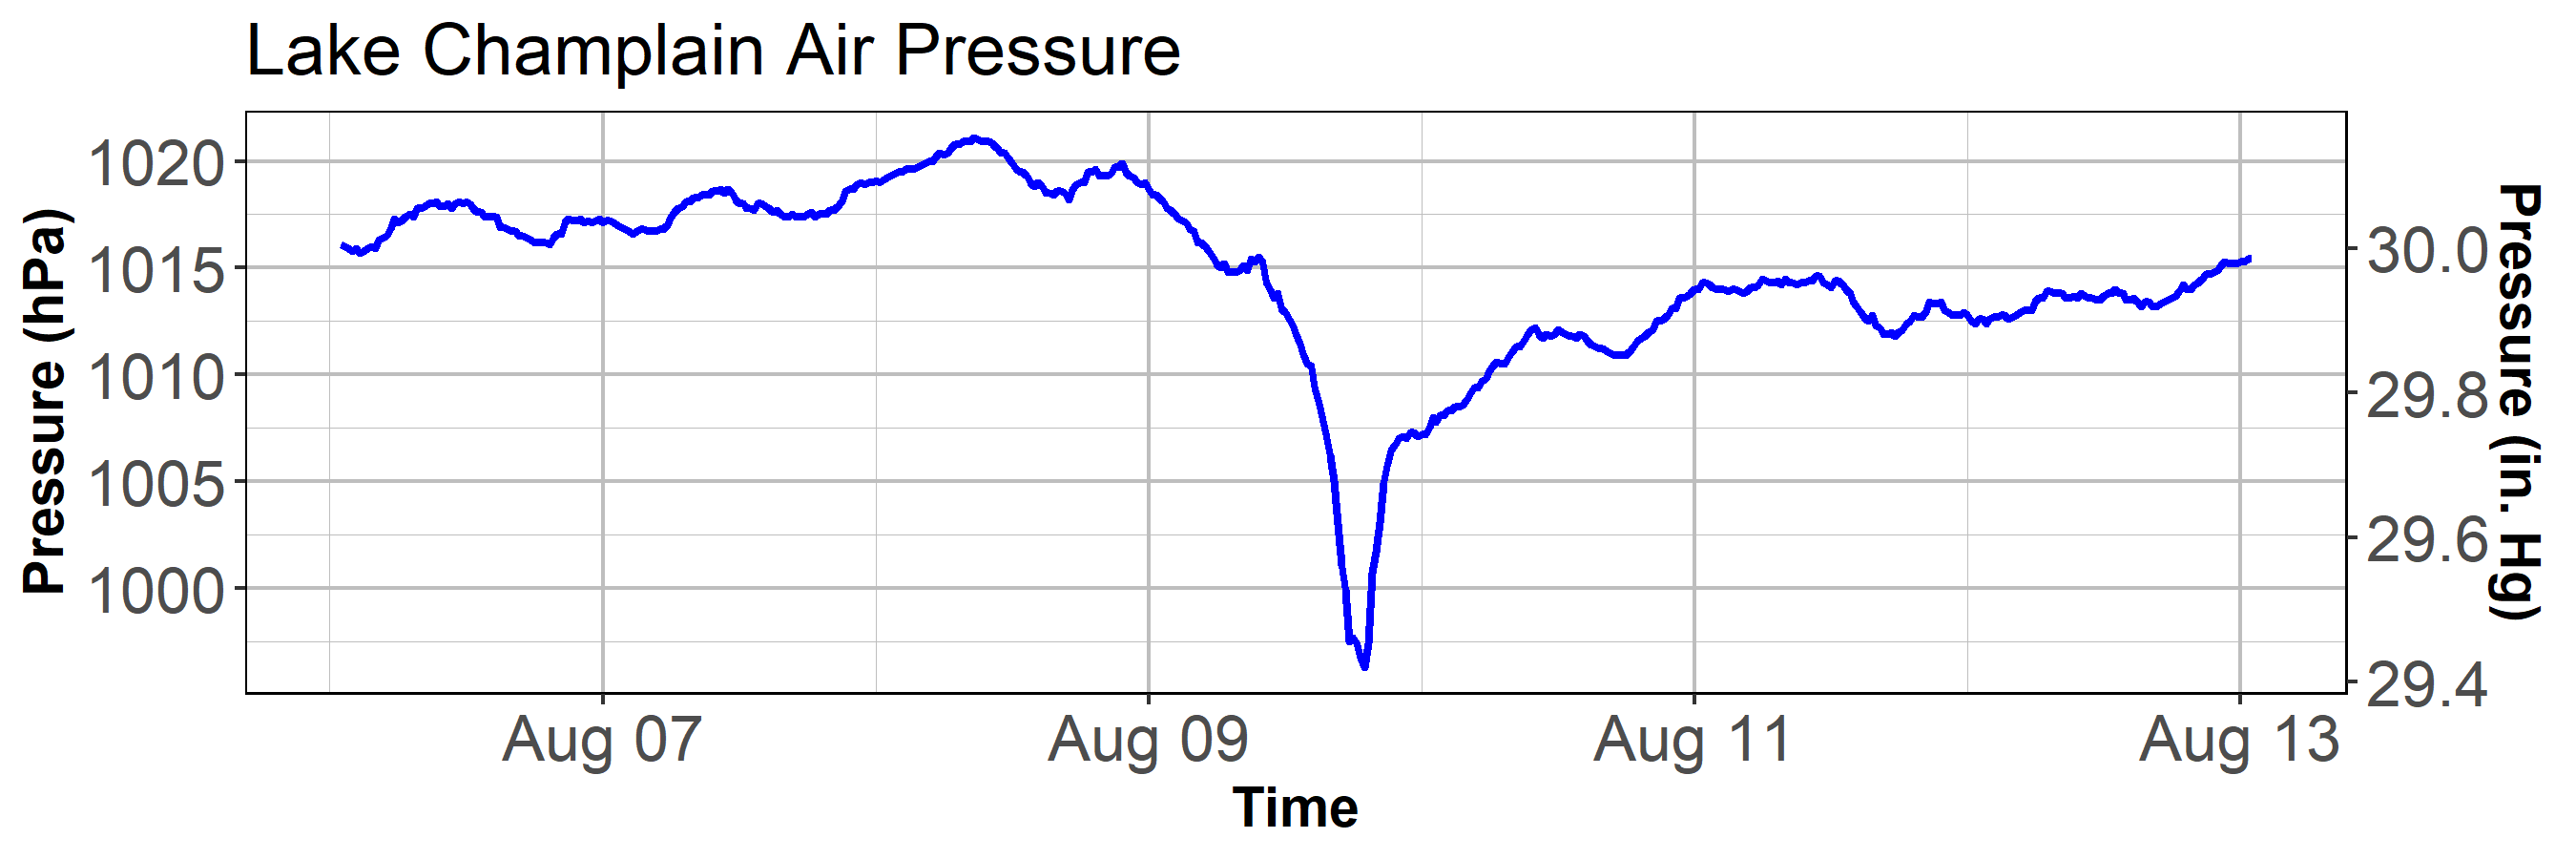 Lake Champlain Air Pressure
Pressure (hPa)
1020
1015
1010
1005
1000
30.0
29.8
29.6
29.4
Pressure (in. Hg)
Aug 07
Aug 09
Aug 11
Aug 13
Time